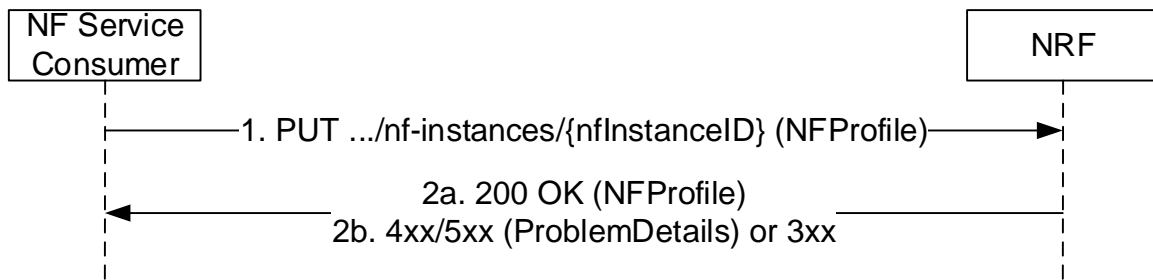 NF Service
Consumer
NRF
1. PUT .../nf-instances/{nfInstanceID} (NFProfile)
2a. 200 OK (NFProfile)
2b. 4xx/5xx (ProblemDetails) or 3xx